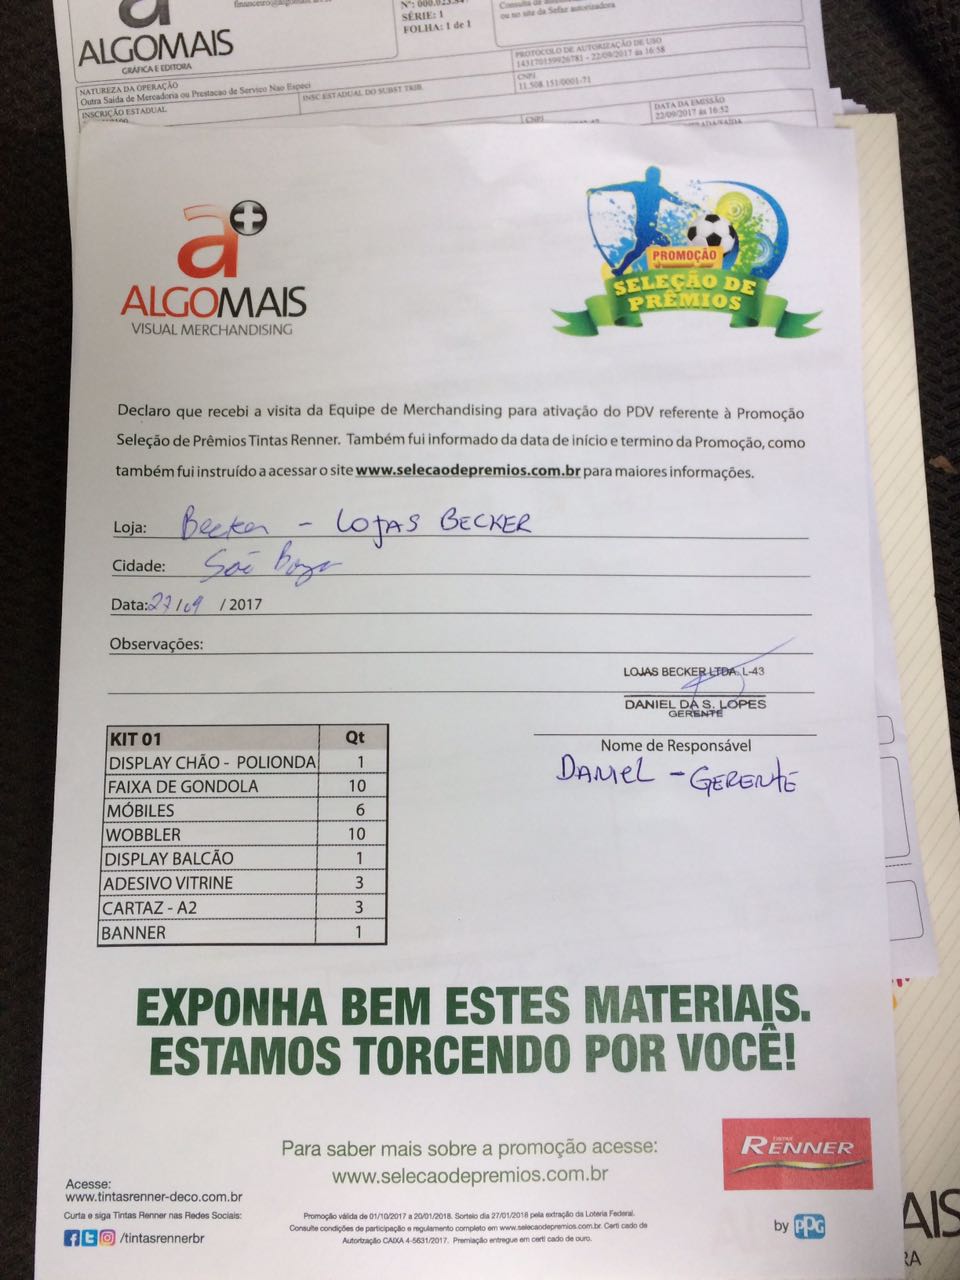 ALGOMAIS
GRÁFICA E EDITORA
SÉRIE: 1
FOLHA: 1 de 1
ou no site da Sefaz autorizadora
PROTOCOLO DE AUTORIZAÇÃO DE USO
143170159926781 - 22/09/2017 às 16:58
NATUREZA DA OPERAÇÃO
Outra Saída de Mercadoria ou Prestacao de Servico Nao Especi
INSC.ESTADUAL DO SUBST TRIB.
CNPJ
11.508.151/0001-71
INSCRIÇÃO ESTADUAL
CNPJ
DATA DA EMISSÃO
22/09/2017 às 16:52
a+
ALGOMAIS
VISUAL MERCHANDISING
PROMOÇÃO
SELEÇÃO DE
PRÊMIOS
Declaro que recebi a visita da Equipe de Merchandising para ativação do PDV referente à Promoção
Seleção de Prêmios Tintas Renner. Também fui informado da data de início e termino da Promoção, como
também fui instruído a acessar o site www.selecaodepremios.com.br para maiores informações.
Loja: Becker - LOJAS BECKER
Cidade: São Borja
Data: 27/09 / 2017
Observações:
LOJAS BECKER LTDA. L-43
DANIEL DA S. LOPES
GERENTE
Nome de Responsável
DANIEL - GERENTE
KIT 01 Qt
DISPLAY CHÃO - POLIONDA 1
FAIXA DE GONDOLA 10
MÓBILES 6
WOBBLER 10
DISPLAY BALCÃO 1
ADESIVO VITRINE 3
CARTAZ - A2 3
BANNER 1
EXPONHA BEM ESTES MATERIAIS.
ESTAMOS TORCENDO POR VOCÊ!
Para saber mais sobre a promoção acesse:
www.selecaodepremios.com.br
TINTAS
RENNER
by PPG
Acesse:
www.tintasrenner-deco.com.br
Curta e siga Tintas Renner nas Redes Sociais:
/tintasrennerbr
Promoção válida de 01/10/2017 a 20/01/2018. Sorteio dia 27/01/2018 pela extração da Loteria Federal.
Consulte condições de participação e regulamento completo em www.selecaodepremios.com.br. Certi cado de
Autorização CAIXA 4-5631/2017. Premiação entregue em certi cado de ouro.
AIS
RA